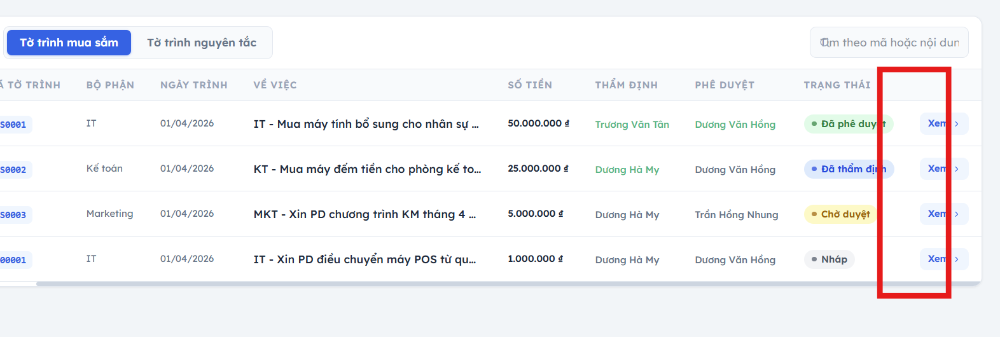 Tờ trình mua sắm Tờ trình nguyên tắc Tìm theo mã hoặc nội dun
Ã TỜ TRÌNH BỘ PHẬN NGÀY TRÌNH VỀ VIỆC SỐ TIỀN THẨM ĐỊNH PHÊ DUYỆT TRẠNG THÁI
S0001 IT 01/04/2026 IT - Mua máy tính bổ sung cho nhân sự ... 50.000.000 ₫ Trương Văn Tân Dương Văn Hồng Đã phê duyệt Xem ›
S0002 Kế toán 01/04/2026 KT - Mua máy đếm tiền cho phòng kế to... 25.000.000 ₫ Dương Hà My Dương Văn Hồng Đã thẩm định Xem ›
S0003 Marketing 01/04/2026 MKT - Xin PD chương trình KM tháng 4 ... 5.000.000 ₫ Dương Hà My Trần Hồng Nhung Chờ duyệt Xem ›
00001 IT 01/04/2026 IT - Xin PD điều chuyển máy POS từ qu... 1.000.000 ₫ Dương Hà My Dương Văn Hồng Nháp Xem ›